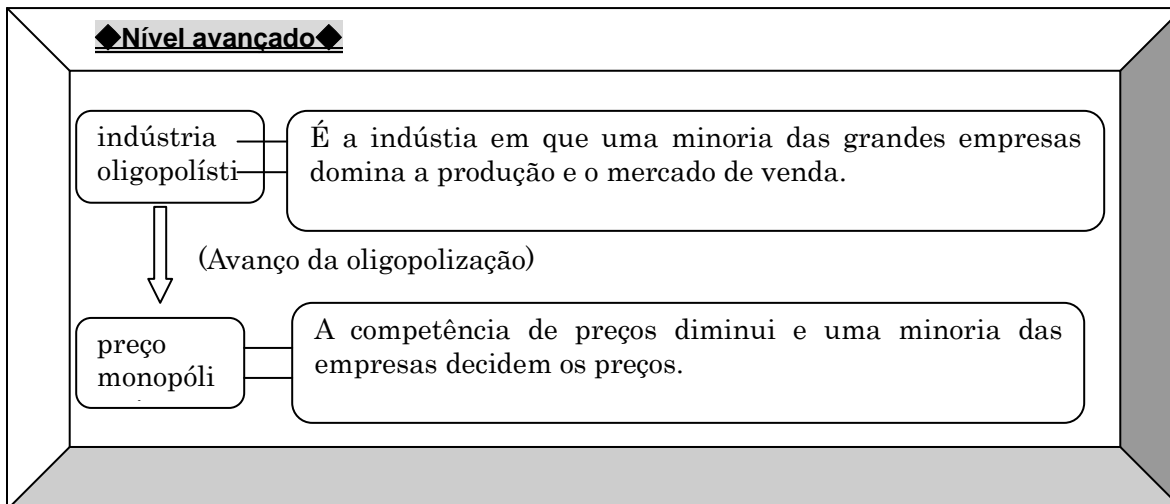 ◆Nível avançado◆
indústria
oligopolísti
É a indústia em que uma minoria das grandes empresas
domina a produção e o mercado de venda.
(Avanço da oligopolização)
preço
monopóli
A competência de preços diminui e uma minoria das
empresas decidem os preços.